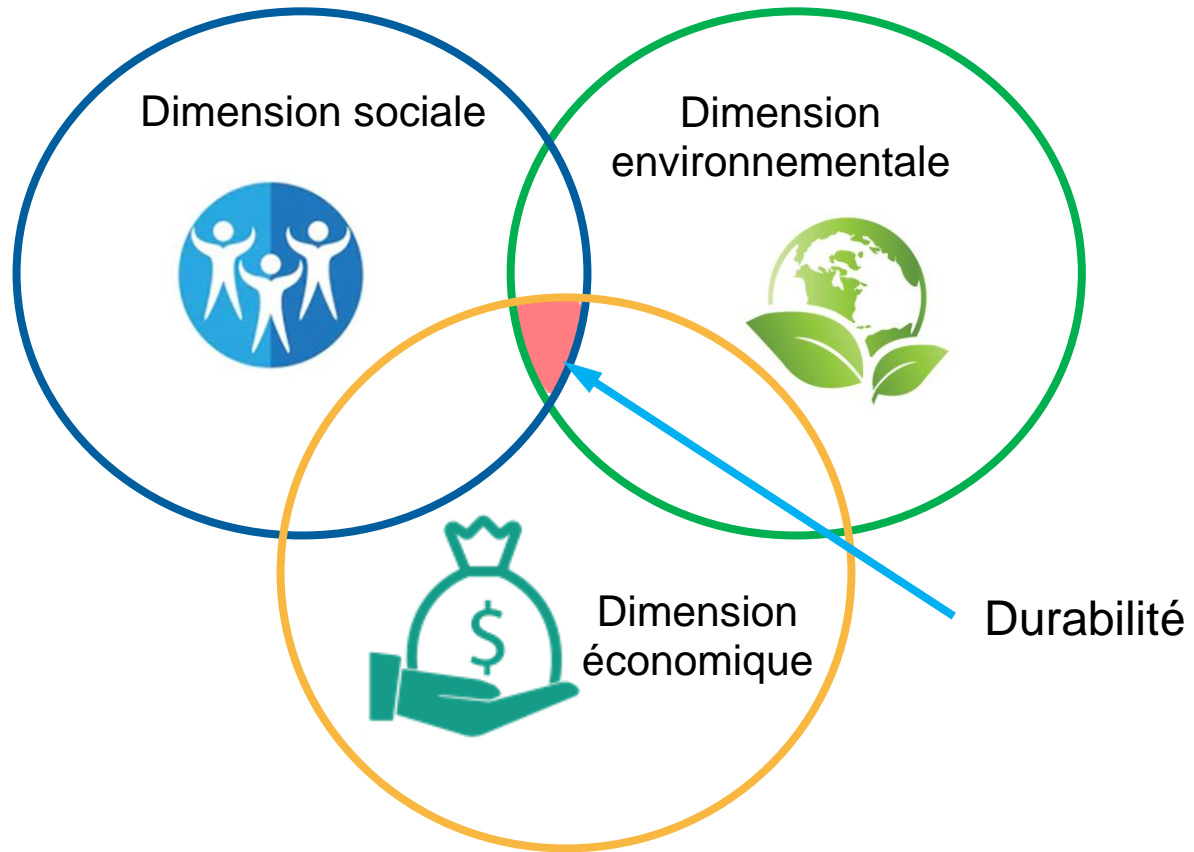 Dimension sociale
Dimension
environnementale
$
Dimension
économique
Durabilité